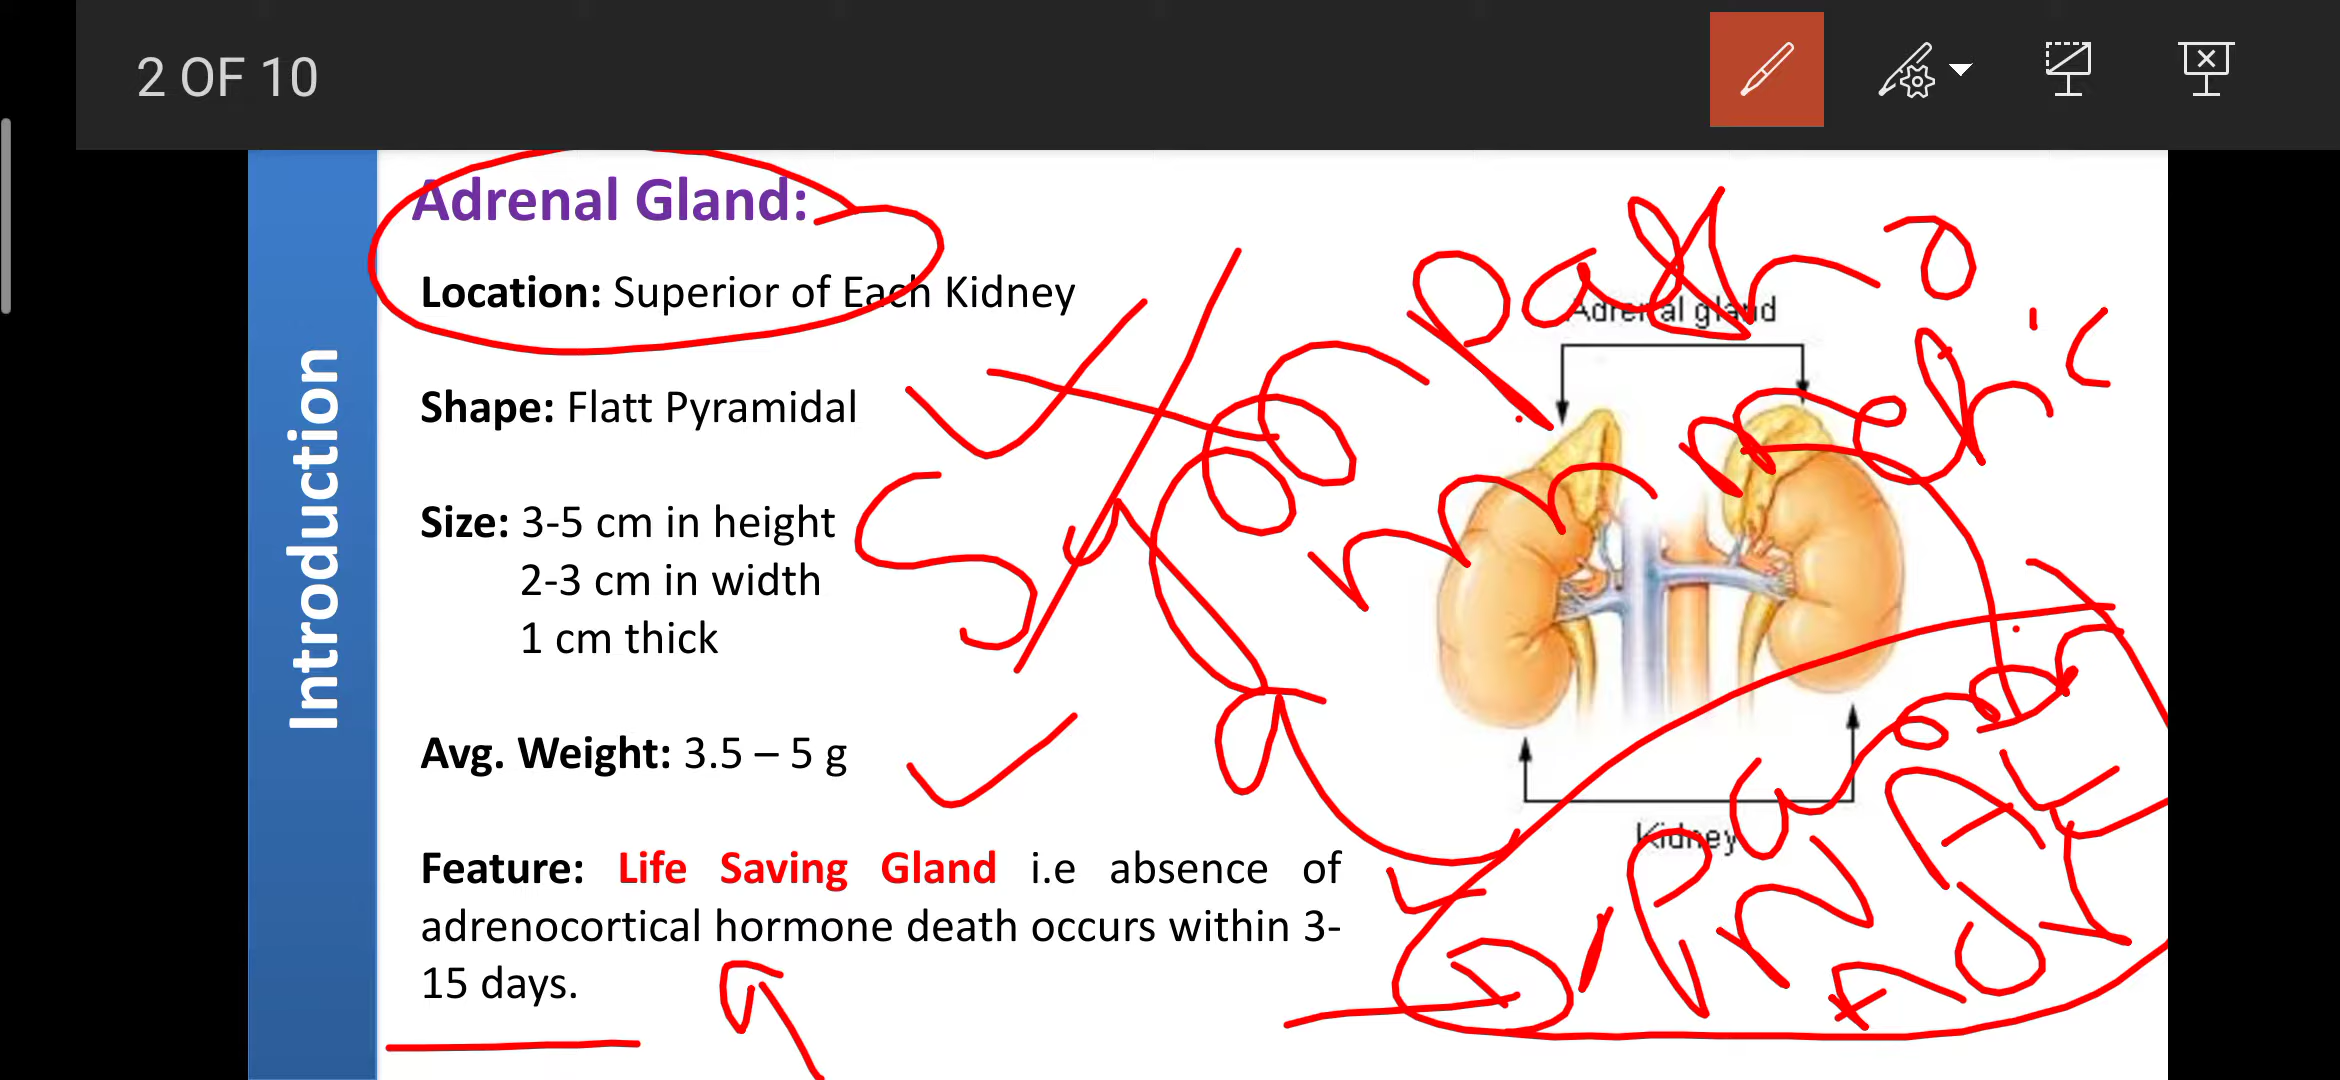 2 OF 10
Introduction
Adrenal Gland:
Location: Superior of Each Kidney
Shape: Flatt Pyramidal
Size: 3-5 cm in height
2-3 cm in width
1 cm thick
Avg. Weight: 3.5 – 5 g
Feature: Life Saving Gland i.e absence of
adrenocortical hormone death occurs within 3-
15 days.
Adrenal gland
Kidney